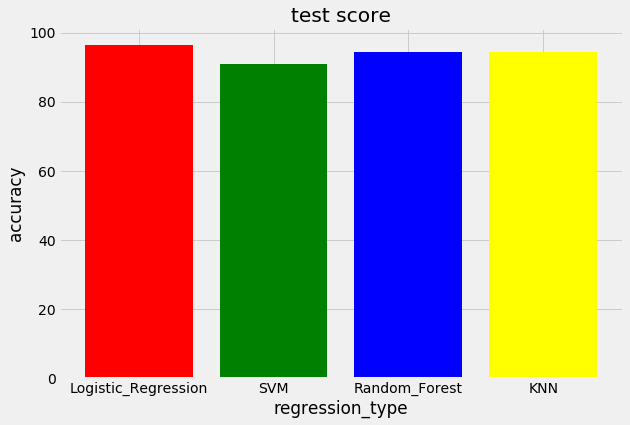 test score
accuracy
100
80
60
40
20
0
Logistic_Regression SVM Random_Forest KNN
regression_type